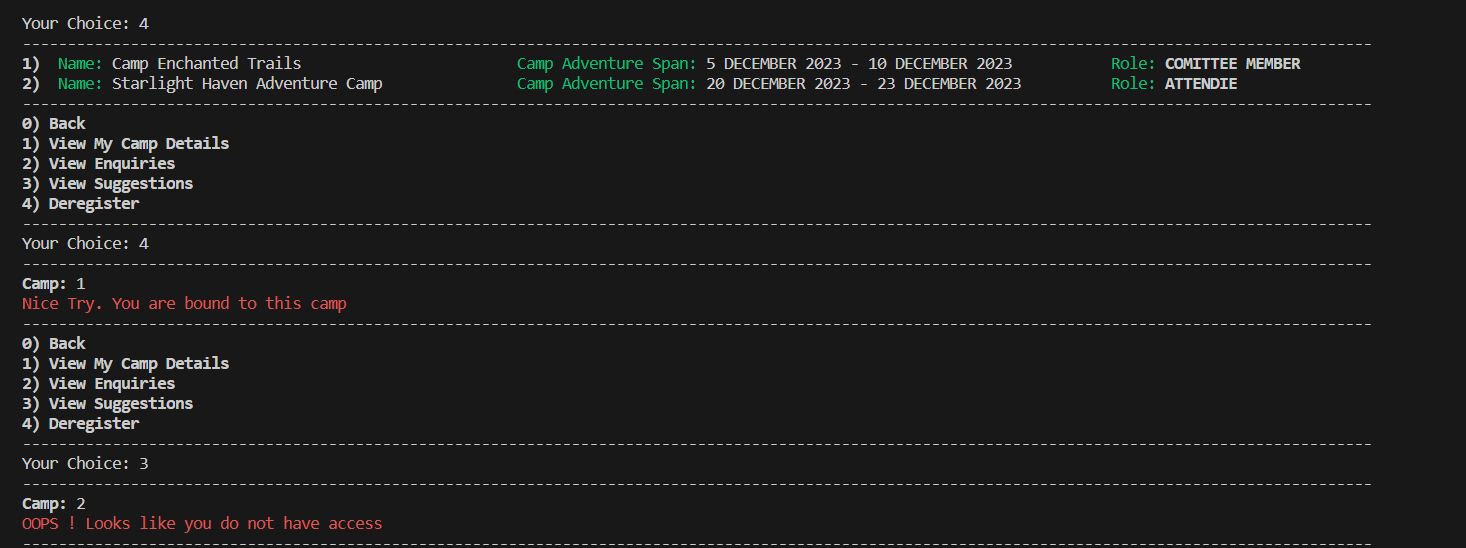 Your Choice: 4
------------------------------------------------------------------------------------------------------------------------------------------------------
1)  Name: Camp Enchanted Trails                        Camp Adventure Span: 5 DECEMBER 2023 - 10 DECEMBER 2023           Role: COMITTEE MEMBER
2)  Name: Starlight Haven Adventure Camp               Camp Adventure Span: 20 DECEMBER 2023 - 23 DECEMBER 2023          Role: ATTENDIE
------------------------------------------------------------------------------------------------------------------------------------------------------
0) Back
1) View My Camp Details
2) View Enquiries
3) View Suggestions
4) Deregister
------------------------------------------------------------------------------------------------------------------------------------------------------
Your Choice: 4
------------------------------------------------------------------------------------------------------------------------------------------------------
Camp: 1
Nice Try. You are bound to this camp
------------------------------------------------------------------------------------------------------------------------------------------------------
0) Back
1) View My Camp Details
2) View Enquiries
3) View Suggestions
4) Deregister
------------------------------------------------------------------------------------------------------------------------------------------------------
Your Choice: 3
------------------------------------------------------------------------------------------------------------------------------------------------------
Camp: 2
OOPS ! Looks like you do not have access
------------------------------------------------------------------------------------------------------------------------------------------------------